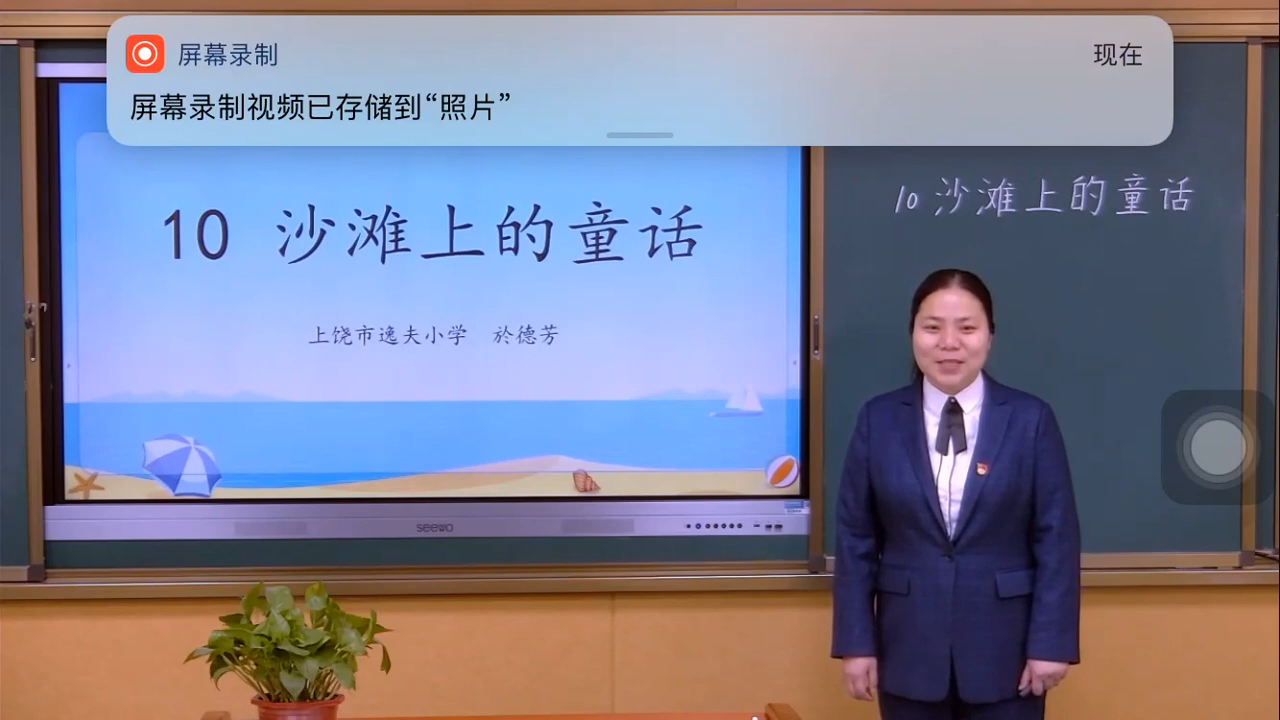 屏幕录制 现在
屏幕录制视频已存储到“照片”
10 沙滩上的童话
上饶市逸夫小学 於德芳
10 沙滩上的童话
seewo